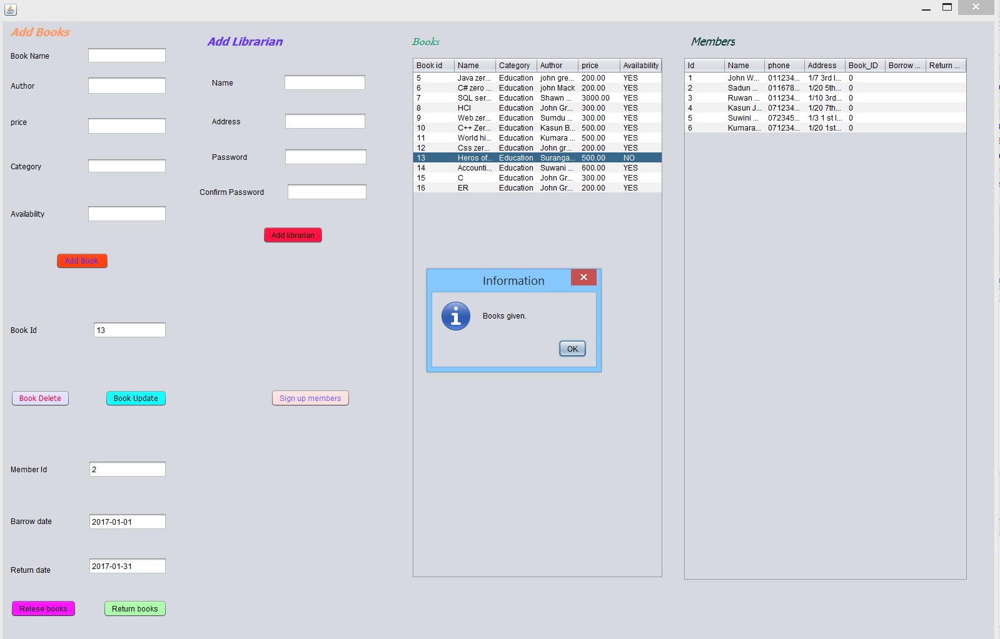 Add Books
Book Name
Author
price
Category
Availability
Add Book
Book Id 13
Book Delete Book Update
Member Id 2
Barrow date 2017-01-01
Return date 2017-01-31
Relese books Return books
Add Librarian
Name
Address
Password
Confirm Password
Add librarian
Sign up members
Books
Book id Name Category Author price Availability
5 Java zer... Education john gre... 200.00 YES
6 C# zero ... Education john Mack 200.00 YES
7 SQL ser... Education Shawn ... 3000.00 YES
8 HCI Education John Gr... 300.00 YES
9 Web zer... Education Sumdu ... 300.00 YES
10 C++ Zer... Education Kasun B... 500.00 YES
11 World hi... Education Kumara ... 500.00 YES
12 Css zer... Education John gr... 200.00 YES
13 Heros of... Education Suranga... 500.00 NO
14 Accounti... Education Suwani ... 600.00 YES
15 C Education John Gr... 300.00 YES
16 ER Education John Gr... 200.00 YES
Information
Books given.
OK
Members
Id Name phone Address Book_ID Borrow ... Return ...
1 John W... 011234... 1/7 3rd l... 0
2 Sadun ... 011678... 1/20 5th... 0
3 Ruwan ... 011234... 1/10 3rd... 0
4 Kasun J... 071234... 1/20 7th... 0
5 Suwini ... 072345... 1/3 1 st l... 0
6 Kumara... 071234... 1/20 1st... 0